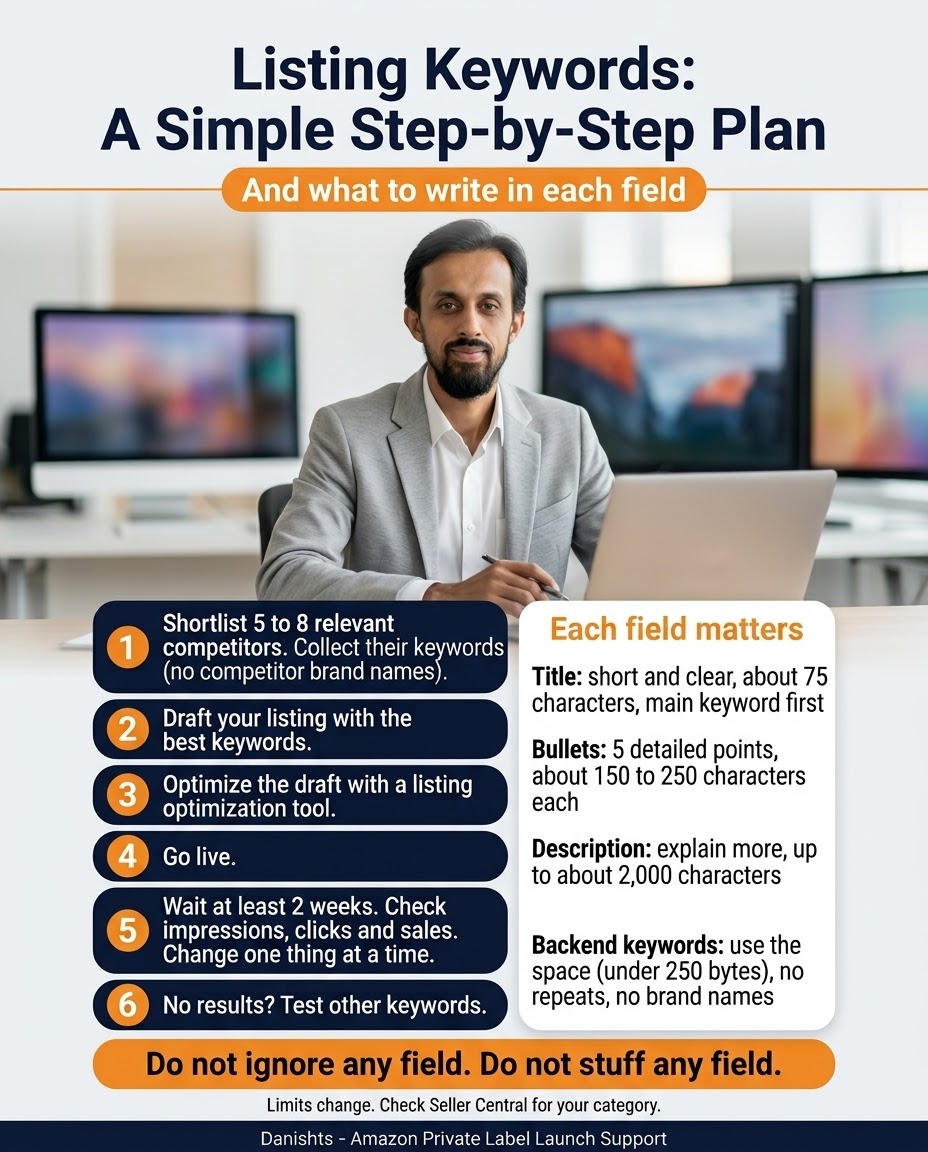 Listing Keywords:
A Simple Step-by-Step Plan
And what to write in each field
1
Shortlist 5 to 8 relevant
competitors. Collect their keywords
(no competitor brand names).
2
Draft your listing with the
best keywords.
3
Optimize the draft with a listing
optimization tool.
4
Go live.
5
Wait at least 2 weeks. Check
impressions, clicks and sales.
Change one thing at a time.
6
No results? Test other keywords.
Each field matters
Title: short and clear, about 75
characters, main keyword first
Bullets: 5 detailed points,
about 150 to 250 characters
each
Description: explain more, up
to about 2,000 characters
Backend keywords: use the
space (under 250 bytes), no
repeats, no brand names
Do not ignore any field. Do not stuff any field.
Limits change. Check Seller Central for your category.
Danishts - Amazon Private Label Launch Support